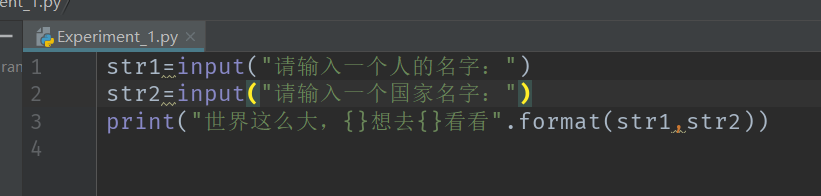 ent_1.py
Experiment_1.py
ran
1 str1=input("请输入一个人的名字：")
2 str2=input("请输入一个国家名字：")
3 print("世界这么大，{}想去{}看看".format(str1,str2))
4